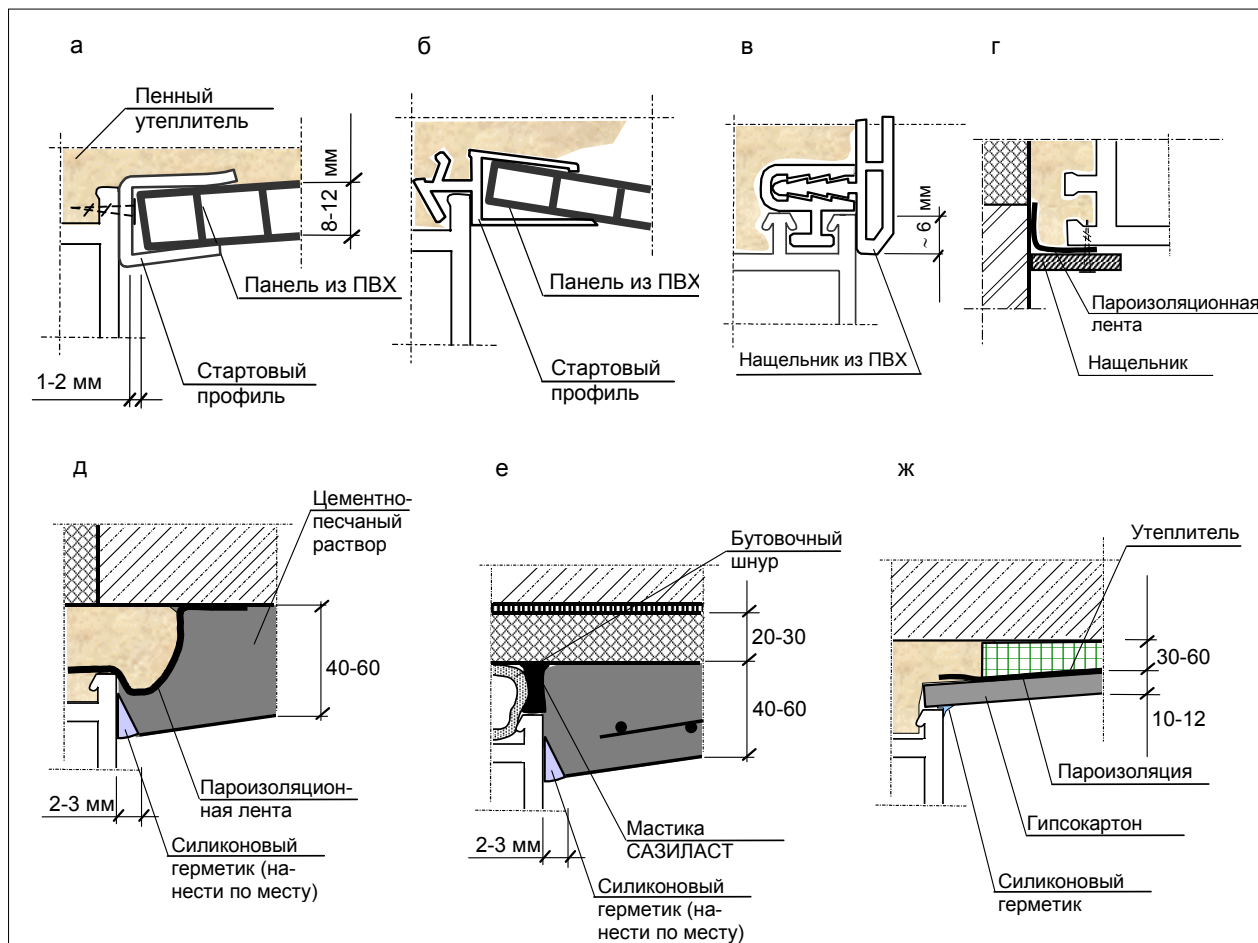 а
б
в
г
Пенный
утеплитель
8-12 мм
Панель из ПВХ
1-2 мм
Стартовый
профиль
Панель из ПВХ
Стартовый
профиль
~ 6 мм
Нащельник из ПВХ
Пароизоляционная
лента
Нащельник
д
е
ж
Цементно-
песчаный
раствор
40-60
2-3 мм
Пароизоляцион-
ная лента
Силиконовый
герметик (на-
нести по месту)
Бутовочный
шнур
20-30
40-60
2-3 мм
Мастика
САЗИЛАСТ
Силиконовый
герметик (на-
нести по месту)
Утеплитель
30-60
10-12
Пароизоляция
Гипсокартон
Силиконовый
герметик